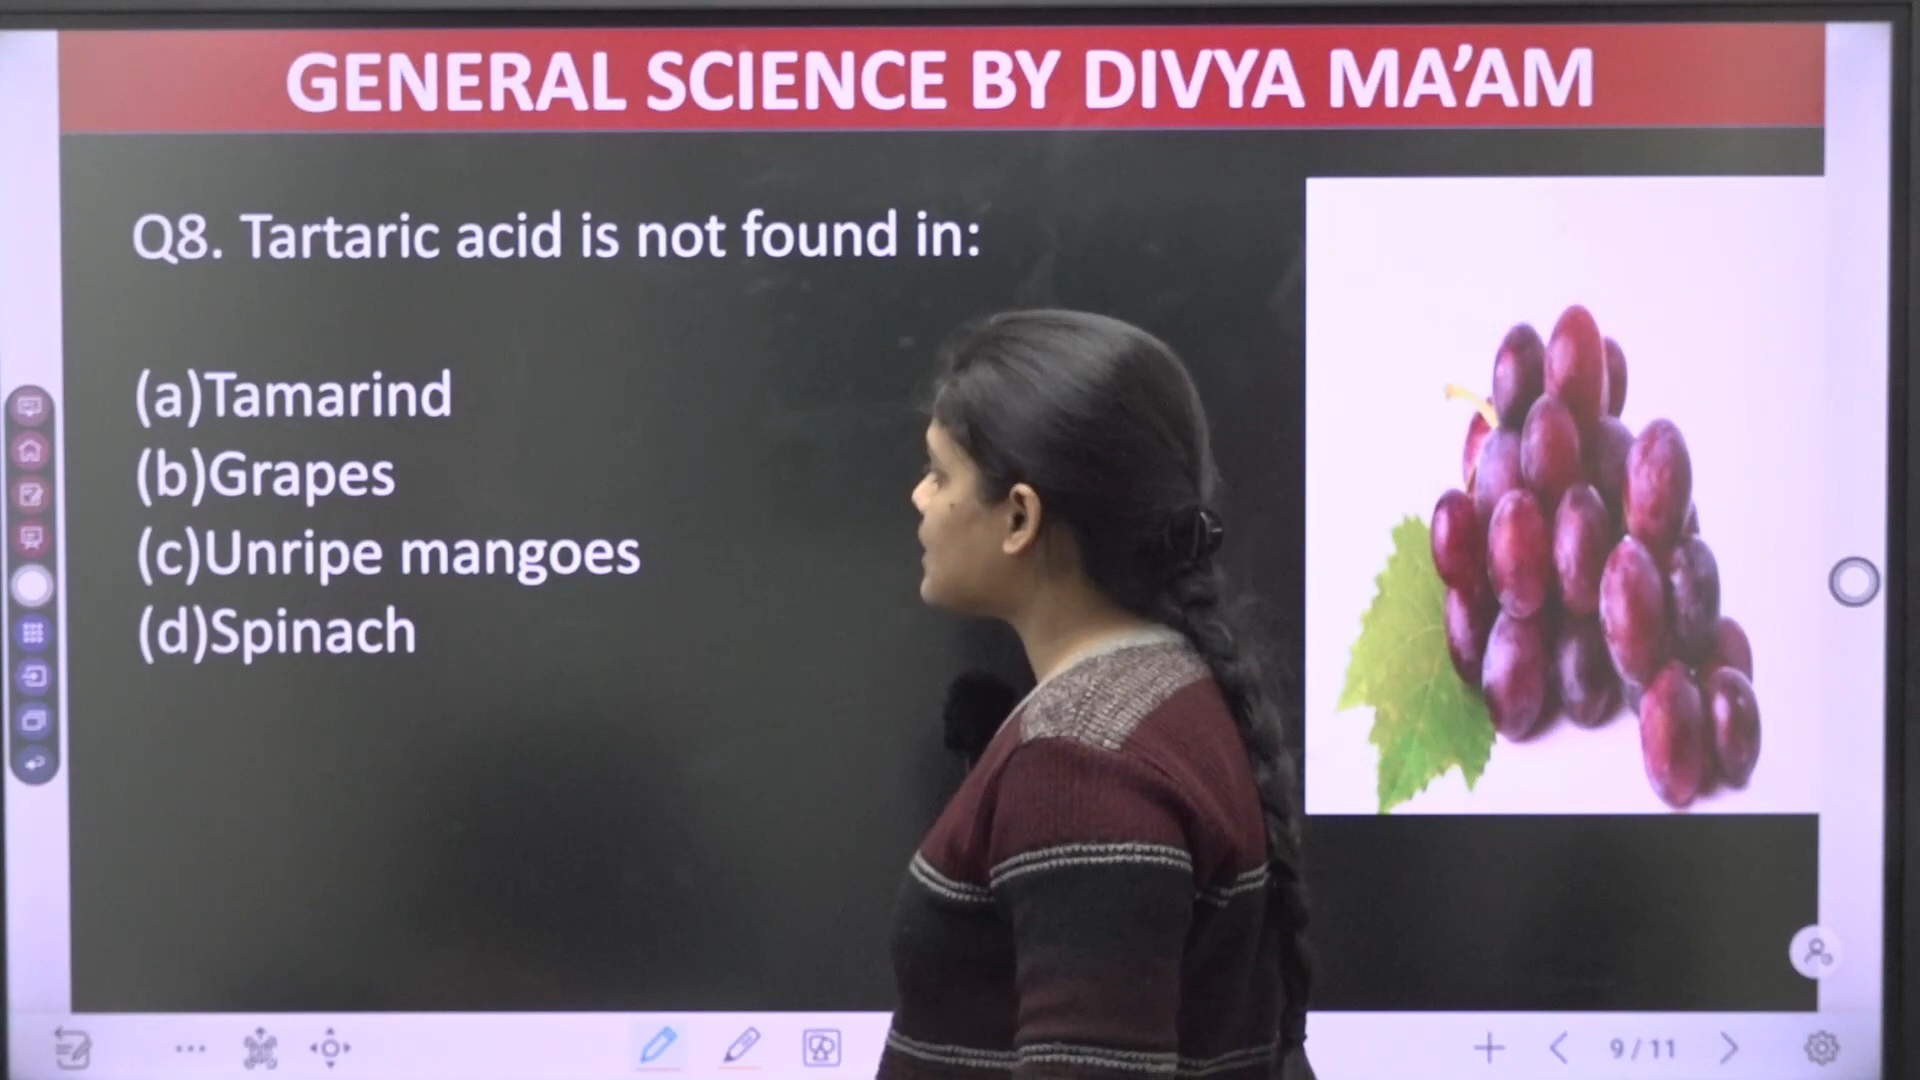 GENERAL SCIENCE BY DIVYA MA’AM
Q8. Tartaric acid is not found in:
(a)Tamarind
(b)Grapes
(c)Unripe mangoes
(d)Spinach
9/11